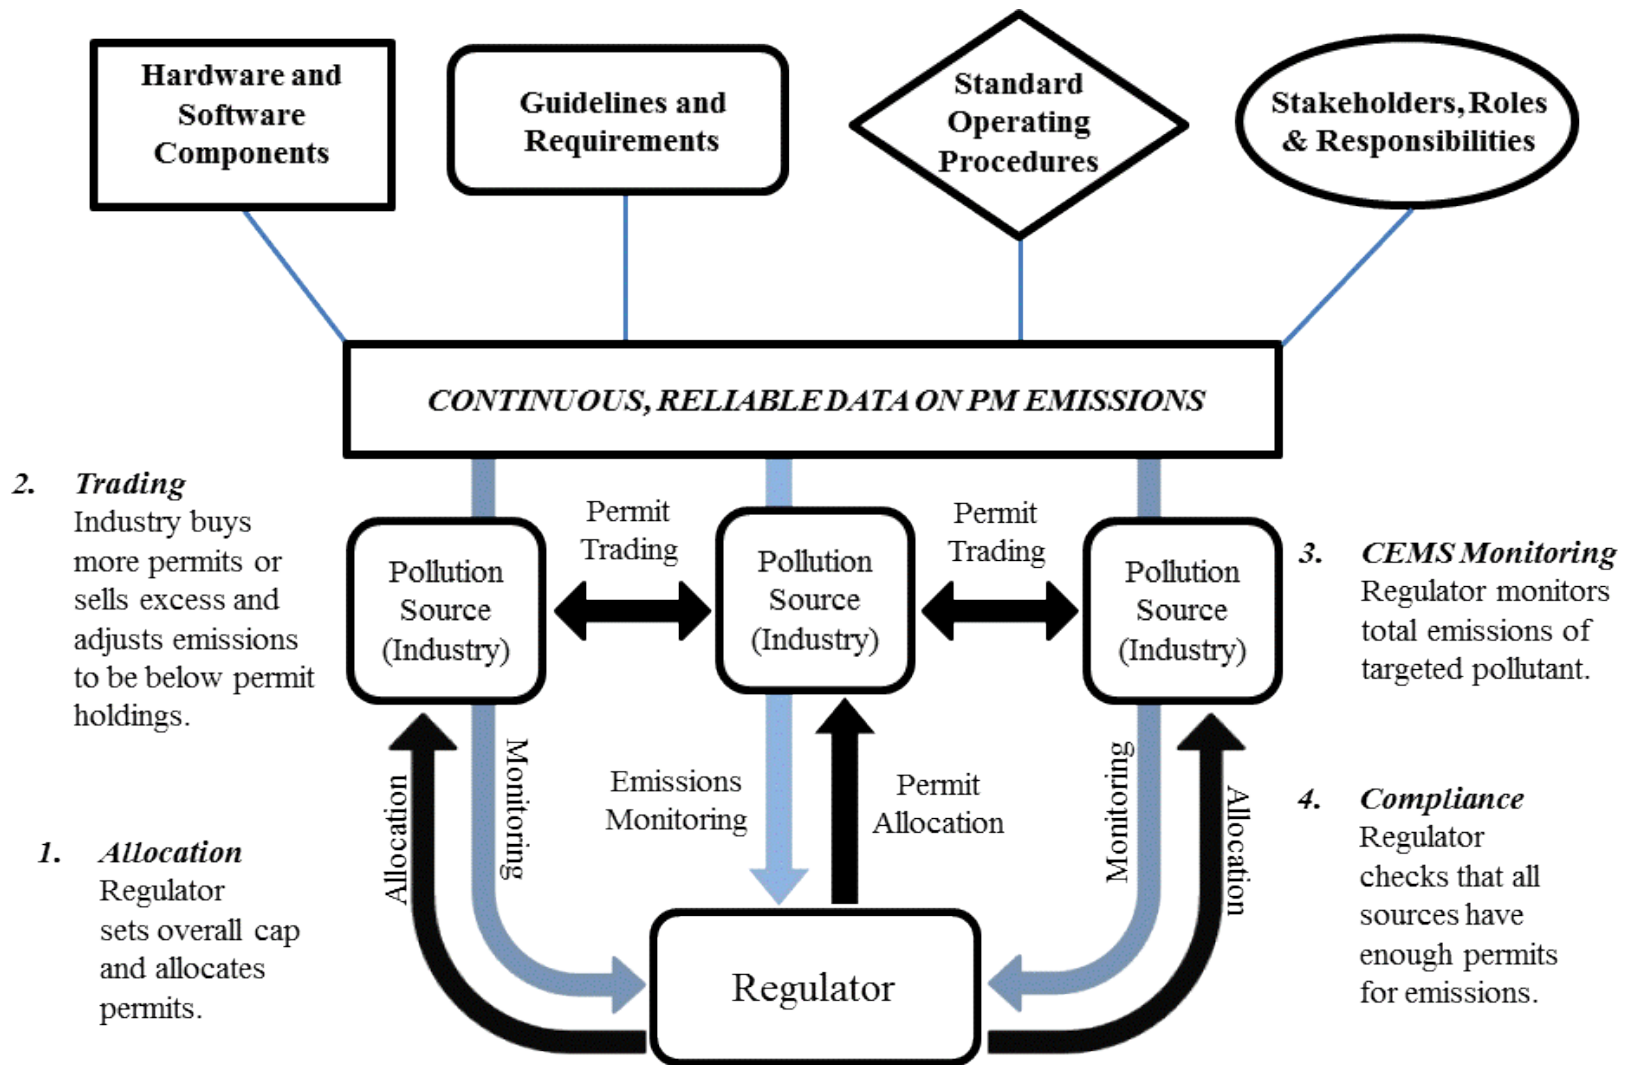 Hardware and
Software
Components
Guidelines and
Requirements
Standard
Operating
Procedures
Stakeholders, Roles
& Responsibilities
CONTINUOUS, RELIABLE DATA ON PM EMISSIONS
2. Trading
Industry buys
more permits or
sells excess and
adjusts emissions
to be below permit
holdings.
Pollution
Source
(Industry)
Permit
Trading
Pollution
Source
(Industry)
Permit
Trading
Pollution
Source
(Industry)
3. CEMS Monitoring
Regulator monitors
total emissions of
targeted pollutant.
1. Allocation
Regulator
sets overall cap
and allocates
permits.
Allocation
Monitoring
Emissions
Monitoring
Permit
Allocation
Monitoring
Allocation
4. Compliance
Regulator
checks that all
sources have
enough permits
for emissions.
Regulator